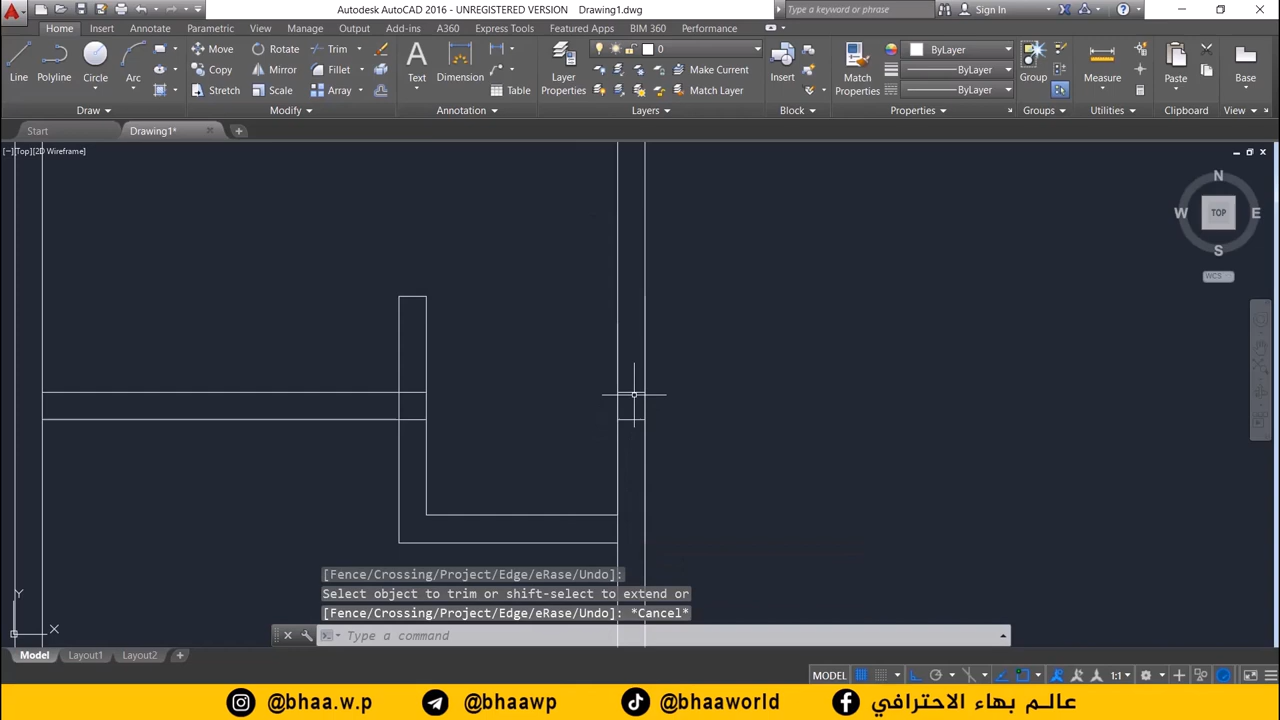 Autodesk AutoCAD 2016 - UNREGISTERED VERSION Drawing1.dwg
Type a keyword or phrase
Sign In
Home Insert Annotate Parametric View Manage Output Add-ins A360 Express Tools Featured Apps BIM 360 Performance
Line Polyline Circle Arc
Move Rotate Trim
Copy Mirror Fillet
Stretch Scale Array
Text Dimension Table
Layer Properties
0
Make Current
Match Layer
Insert
Match Properties
ByLayer
ByLayer
ByLayer
Group Measure Paste Base
Draw Modify Annotation Layers Block Properties Groups Utilities Clipboard View
Start Drawing1*
[−][Top][2D Wireframe]
N
W TOP E
S
WCS
Y
X
[Fence/Crossing/Project/Edge/eRase/Undo]:
Select object to trim or shift-select to extend or
[Fence/Crossing/Project/Edge/eRase/Undo]: *Cancel*
Type a command
Model Layout1 Layout2
MODEL 1:1
@bhaa.w.p @bhaawp @bhaaworld عالم بهاء الاحترافي